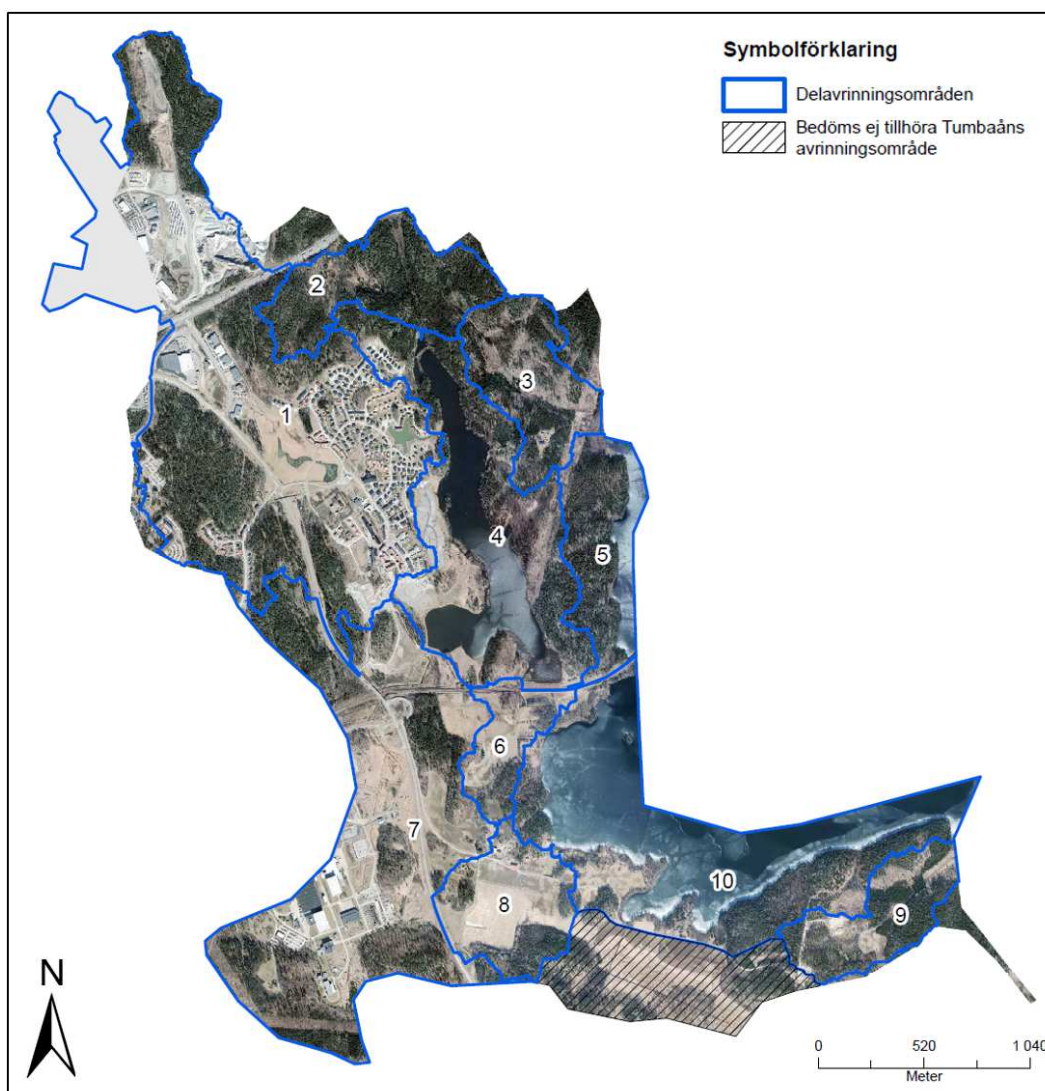 Symbolförklaring
Delavrinningsområden
Bedöms ej tillhöra Tumbaåns
avrinningsområde
2
3
1
4
5
6
7
10
8
9
N
0 520 1 040
Meter